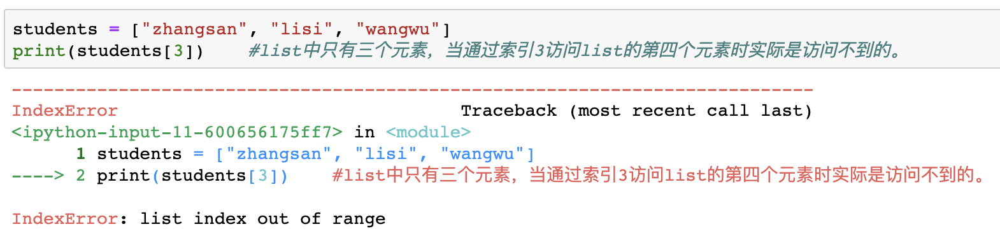 students = ["zhangsan", "lisi", "wangwu"]
print(students[3])    #list中只有三个元素，当通过索引3访问list的第四个元素时实际是访问不到的。
---------------------------------------------------------------------------
IndexError                                Traceback (most recent call last)
<ipython-input-11-600656175ff7> in <module>
      1 students = ["zhangsan", "lisi", "wangwu"]
----> 2 print(students[3])    #list中只有三个元素，当通过索引3访问list的第四个元素时实际是访问不到的。
IndexError: list index out of range